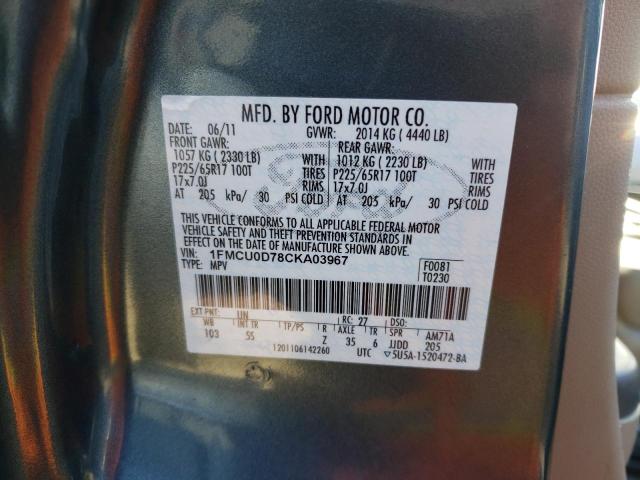 MFD. BY FORD MOTOR CO.
DATE: 06/11 GVWR: 2014 KG ( 4440 LB)
FRONT GAWR: REAR GAWR:
1057 KG ( 2330 LB) WITH 1012 KG ( 2230 LB) WITH
P225/65R17 100T TIRES P225/65R17 100T TIRES
17x7.0J RIMS 17x7.0J RIMS
AT 205 kPa/ 30 PSI COLD AT 205 kPa/ 30 PSI COLD
THIS VEHICLE CONFORMS TO ALL APPLICABLE FEDERAL MOTOR
VEHICLE SAFETY AND THEFT PREVENTION STANDARDS IN
EFFECT ON THE DATE OF MANUFACTURE SHOWN ABOVE.
VIN: 1FMCU0D78CKA03967 F0081
TYPE: MPV T0230
EXT PNT: UN RC: 27 DSO:
WB INT TR TP/PS R AXLE TR SPR AM71A
103 5S Z 35 6 JJDD 205
1201106142260 UTC 5U5A-1520472-BA
Ford